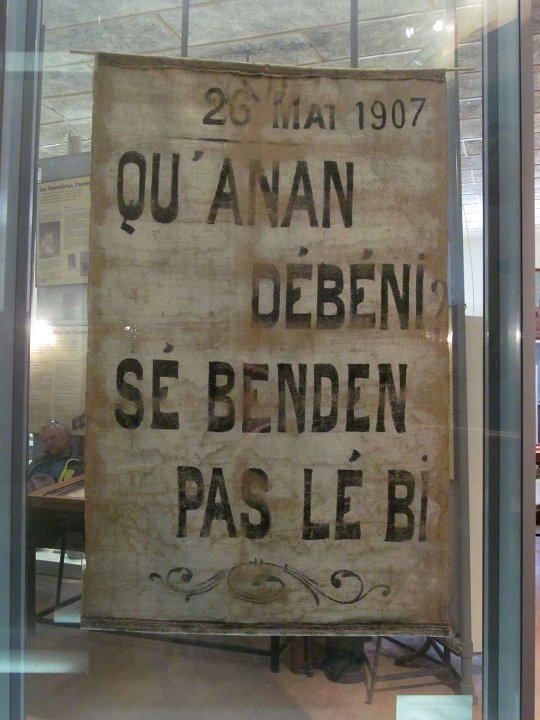 26 MAI 1907
QU'ANAN
DÉBÉNI?
SÉ BENDEN
PAS LÉ BI